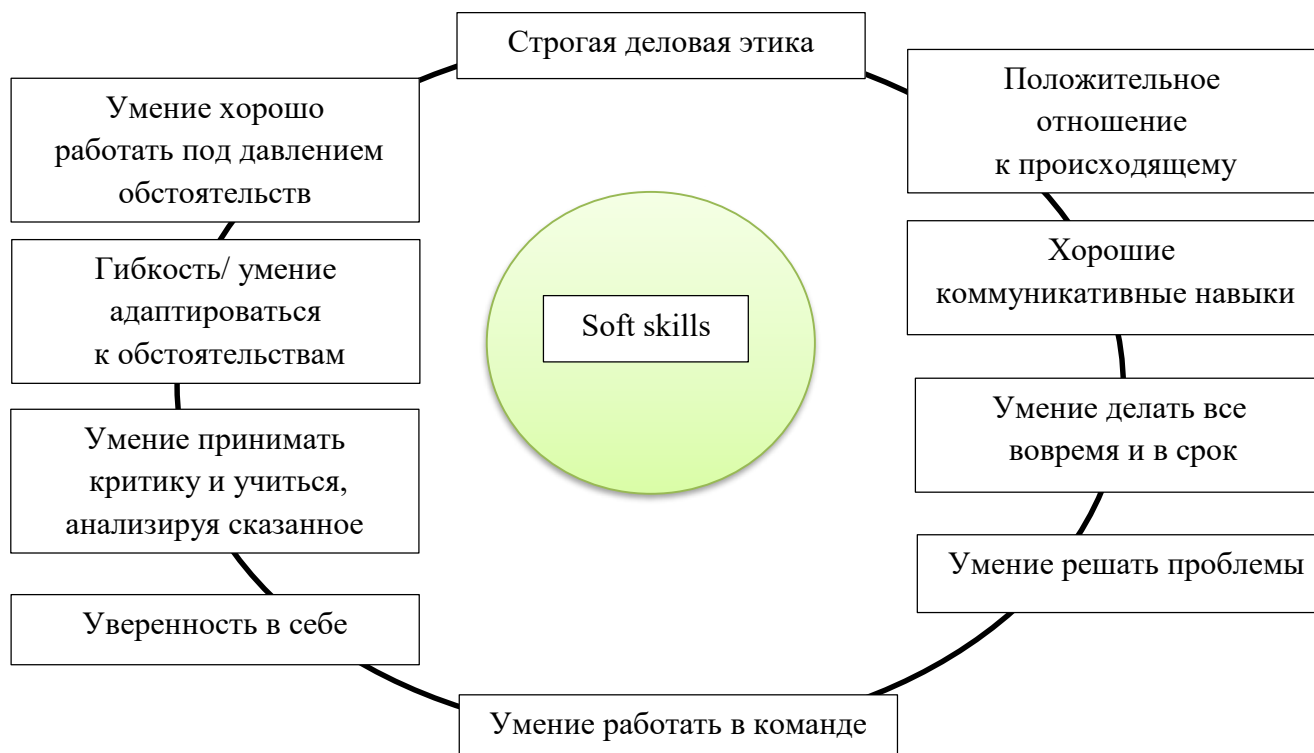 Строгая деловая этика
Умение хорошо
работать под давлением
обстоятельств
Положительное
отношение
к происходящему
Гибкость/ умение
адаптироваться
к обстоятельствам
Хорошие
коммуникативные навыки
Soft skills
Умение принимать
критику и учиться,
анализируя сказанное
Умение делать все
вовремя и в срок
Умение решать проблемы
Уверенность в себе
Умение работать в команде